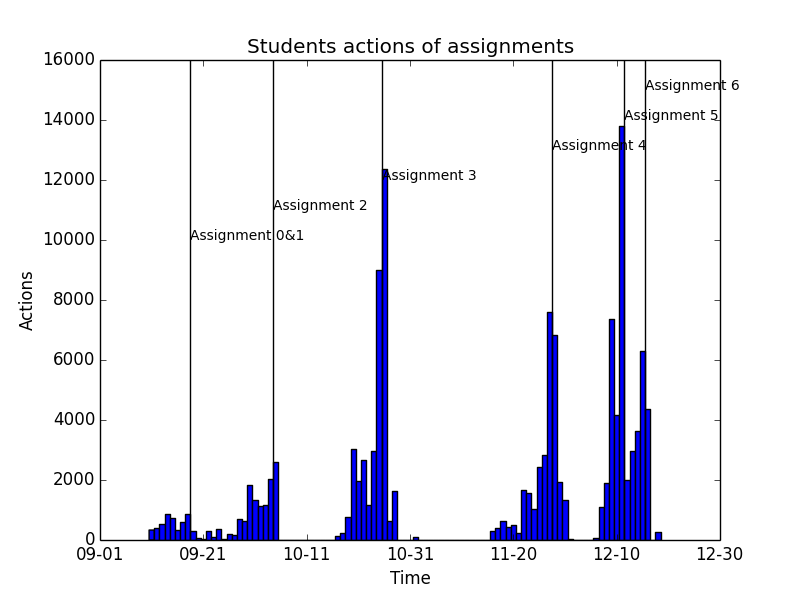 Students actions of assignments
16000
14000
12000
10000
8000
6000
4000
2000
0
Actions
Assignment 6
Assignment 5
Assignment 4
Assignment 3
Assignment 2
Assignment 0&1
09-01 09-21 10-11 10-31 11-20 12-10 12-30
Time